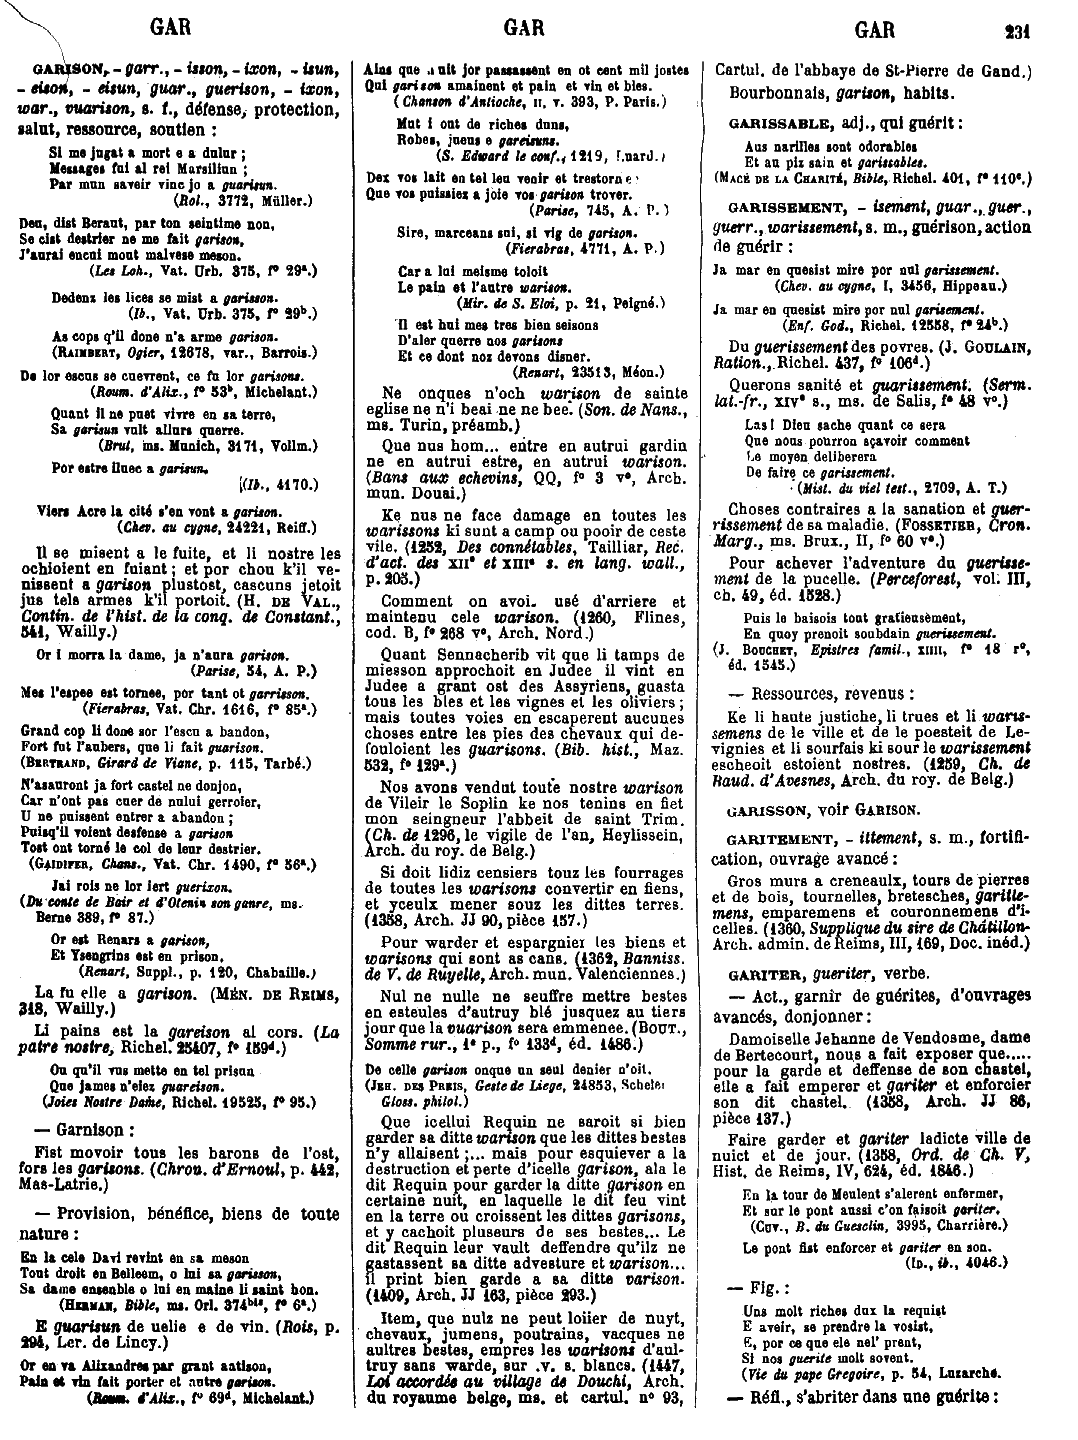 GAR
GAR
GAR
231
GARISON, - garr., - isson, - ixon, - isun,
- eison, - eisun, guar., guerison, - ixon,
war., vuarison, s. f., défense, protection,
salut, ressource, soutien :
Si me jugat a mort e a dulur ;
Messages fui al rei Marsiliun ;
Par mun saveir vinc jo a guarisun.
(Rol., 3772, Müller.)
Deu, dist Beraut, par ton seintime non,
Se cist destrier ne me fait garison,
J'aurai encui mout malvese meson.
(Les Loh., Vat. Urb. 375, f° 29ª.)
Dedenz les lices se mist a garisson.
(Ib., Vat. Urb. 375, f° 29ᵇ.)
As cops q'il done n'a arme garison.
(RAIMBERT, Ogier, 12678, var., Barrois.)
De lor escus se cuevrent, ce fu lor garisons.
(Roum. d'Alix., f° 53ᵇ, Michelant.)
Quant il ne puet vivre en sa terre,
Sa garisun vult allurs querre.
(Brut, ms. Munich, 3171, Vollm.)
Por estre iluec a garisun.
(Ib., 4170.)
Viers Acre la cité s'en vont a garison.
(Chev. au cygne, 24221, Reiff.)
Il se misent a le fuite, et li nostre les
ochioient en fuiant ; et por chou k'il ve-
nissent a garison plustost, cascuns jetoit
jus tels armes k'il portoit. (H. DE VAL.,
Contin. de l'hist. de la conq. de Constant.,
541, Wailly.)
Or i morra la dame, ja n'aura garison.
(Parise, 54, A. P.)
Mes l'espee est tornee, por tant ot garrisson.
(Fierabras, Vat. Chr. 1616, f° 85ª.)
Grand cop li done sor l'escu a bandon,
Fort fut l'aubers, que li fait guarison.
(BERTRAND, Girard de Viane, p. 115, Tarbé.)
N'asauront ja fort castel ne donjon,
Car n'ont pas cuer de nului gerroier,
U ne puissent entrer a abandon ;
Puisq'il voient desfense a garison
Tost ont torné le col de leur destrier.
(GAIDIFER, Chans., Vat. Chr. 1490, f° 56ª.)
Jai rois ne lor iert guerixon.
(Du conte de Bair et d'Otenin son ganre, ms.
Berne 389, f° 87.)
Or est Renars a garison,
Et Ysengrins est en prison.
(Renart, Suppl., p. 120, Chabaille.)
La fu elle a garison. (MÉN. DE REIMS,
318, Wailly.)
Li pains est la gareison al cors. (La
patre nostre, Richel. 25407, f° 159ᵈ.)
Ou qu'il vus mette en tel prisun
Que james n'elez guareison.
(Joies Nostre Dame, Richel. 19525, f° 95.)
— Garnison :
Fist movoir tous les barons de l'ost,
fors les garisons. (Chron. d'Ernoul, p. 442,
Mas-Latrie.)
— Provision, bénéfice, biens de toute
nature :
En la cele Davi revint en sa meson
Tout droit en Belleem, o lui sa garisson,
Sa dame ensenble o lui en maine li saint hon.
(HERMAN, Bible, ms. Orl. 374ᵇⁱˢ, f° 6ª.)
E guarisun de uelie e de vin. (Rois, p.
294, Ler. de Lincy.)
Or en va Alixandres par grant aatison,
Pain et vin fait porter et autre garison.
(Roum. d'Alix., f° 69ᵈ, Michelant.)
Ains que .i. uit jor passassent en ot cent mil jostes
Qui garison amainent et pain et vin et bles.
(Chanson d'Antioche, II, v. 393, P. Paris.)
Mut i ont de riches duns,
Robes, jueus e gareisuns.
(S. Edward le conf., 1219, Luard.)
Dex vos lait en tel leu venir et trestorner
Que vos puissiez a joie vos garison trover.
(Parise, 745, A. P.)
Sire, marceans sui, si vig de garison.
(Fierabras, 4771, A. P.)
Car a lui meisme toloit
Le pain et l'autre warison.
(Mir. de S. Eloi, p. 21, Peigné.)
Il est hui mes tres bien seisons
D'aler querre nos garisons
Et ce dont noz devons disner.
(Renart, 23513, Méon.)
Ne onques n'och warison de sainte
eglise ne n'i beai ne ne bee. (Son. de Nans.,
ms. Turin, préamb.)
Que nus hom... entre en autrui gardin
ne en autrui estre, en autrui warison.
(Bans aux echevins, QQ, f° 3 v°, Arch.
mun. Douai.)
Ke nus ne face damage en toutes les
warissons ki sunt a camp ou pooir de ceste
vile. (1252, Des connétables, Tailliar, Rec.
d'act. des XIIᵉ et XIIIᵉ s. en lang. wall.,
p. 205.)
Comment on avoi. usé d'arriere et
maintenu cele warison. (1260, Flines,
cod. B, f° 268 v°, Arch. Nord.)
Quant Sennacherib vit que li tamps de
miesson approchoit en Judee il vint en
Judee a grant ost des Assyriens, guasta
tous les bles et les vignes et les oliviers ;
mais toutes voies en escaperent aucunes
choses entre les pies des chevaux qui de-
fouloient les guarisons. (Bib. hist., Maz.
532, f° 129ª.)
Nos avons vendut toute nostre warison
de Vileir le Soplin ke nos tenins en fiet
mon seingneur l'abbeit de saint Trim.
(Ch. de 1296, le vigile de l'an, Heylissein,
Arch. du roy. de Belg.)
Si doit lidiz censiers touz les fourrages
de toutes les warisons convertir en fiens,
et yceulx mener souz les dittes terres.
(1358, Arch. JJ 90, pièce 157.)
Pour warder et espargnier les biens et
warisons qui sont as cans. (1362, Banniss.
de V. de Ruyelle, Arch. mun. Valenciennes.)
Nul ne nulle ne seuffre mettre bestes
en esteules d'autruy blé jusquez au tiers
jour que la vuarison sera emmenee. (BOUT.,
Somme rur., 1ᵉ p., f° 133ᵈ, éd. 1486.)
De celle garison onque un seul denier n'oit.
(JEH. DES PREIS, Geste de Liege, 24853, Scheler
Gloss. philol.)
Que icellui Requin ne saroit si bien
garder sa ditte warison que les dittes bestes
n'y allaisent ;... mais pour esquiever a la
destruction et perte d'icelle garison, ala le
dit Requin pour garder la ditte garison en
certaine nuit, en laquelle le dit feu vint
en la terre ou croissent les dittes garisons,
et y cachoit pluseurs de ses bestes... Le
dit Requin leur vault deffendre qu'ilz ne
gastassent sa ditte advesture et warison...
Il print bien garde a sa ditte varison.
(1409, Arch. JJ 163, pièce 293.)
Item, que nulz ne peut loiier de nuyt,
chevaux, jumens, poutrains, vacques ne
aultres bestes, empres les warisons d'aul-
truy sans warde, sur .v. s. blancs. (1447,
Loi accordés au village de Douchi, Arch.
du royaume belge, ms. et cartul. n° 93,
Cartul. de l'abbaye de St-Pierre de Gand.)
Bourbonnais, garison, habits.
GARISSABLE, adj., qui guérit :
Aus narilles sont odorables
Et au piz sain et garissables.
(MACÉ DE LA CHARITÉ, Bible, Richel. 401, f° 110ᶜ.)
GARISSEMENT, - isement, guar., guer.,
guerr., warissement, s. m., guérison, action
de guérir :
Ja mar en quesist mire por nul garissement.
(Chev. au cygne, I, 3456, Hippeau.)
Ja mar en quesist mire por nul garisement.
(Enf. God., Richel. 12558, f° 24ᵇ.)
Du guerissement des povres. (J. GOULAIN,
Ration., Richel. 437, f° 106ᵈ.)
Querons sanité et guarissement. (Serm.
lat.-fr., XIVᵉ s., ms. de Salis, f° 48 v°.)
Las! Dieu sache quant ce sera
Que nous pourron sçavoir comment
Le moyen deliberera
De faire ce garissement.
(Mist. du viel test., 2709, A. T.)
Choses contraires a la sanation et guer-
rissement de sa maladie. (FOSSETIER, Cron.
Marg., ms. Brux., II, f° 60 v°.)
Pour achever l'adventure du guerisse-
ment de la pucelle. (Perceforest, vol. III,
ch. 49, éd. 1528.)
Puis le baisois tout gratieusèment,
En quoy prenoit soubdain guerissement.
(J. BOUCHET, Epistres famil., XIIII, f° 18 r°,
éd. 1545.)
— Ressources, revenus :
Ke li haute justiche, li trues et li waris-
semens de le ville et de le poesteit de Le-
vignies et li sourfais ki sour le warissement
escheoit estoient nostres. (1259, Ch. de
Baud. d'Avesnes, Arch. du roy. de Belg.)
GARISSON, voir GARISON.
GARITEMENT, - ittement, s. m., fortifi-
cation, ouvrage avancé :
Gros murs a creneaulx, tours de pierres
et de bois, tournelles, bretesches, garitte-
mens, emparemens et couronnemens d'i-
celles. (1360, Supplique du sire de Châtillon
Arch. admin. de Reims, III, 169, Doc. inéd.)
GARITER, gueriter, verbe.
— Act., garnir de guérites, d'ouvrages
avancés, donjonner :
Damoiselle Jehanne de Vendosme, dame
de Bertecourt, nous a fait exposer que.....
pour la garde et deffense de son chastel,
elle a fait emperer et gariter et enforcier
son dit chastel. (1358, Arch. JJ 86,
pièce 137.)
Faire garder et gariter ladicte ville de
nuict et de jour. (1358, Ord. de Ch. V,
Hist. de Reims, IV, 624, éd. 1846.)
En la tour de Meulent s'alerent enfermer,
Et sur le pont aussi c'on faisoit gariter.
(CUV., B. du Guesclin, 3995, Charrière.)
Le pont fist enforcer et gariter en son.
(ID., ib., 4046.)
— Fig. :
Uns molt riches dux la requist
E aveir, se prendre la vosist,
E, por ce que ele nel' prent,
Si nos guerite molt sovent.
(Vie du pape Gregoire, p. 54, Luzarche.
— Réfl., s'abriter dans une guérite :